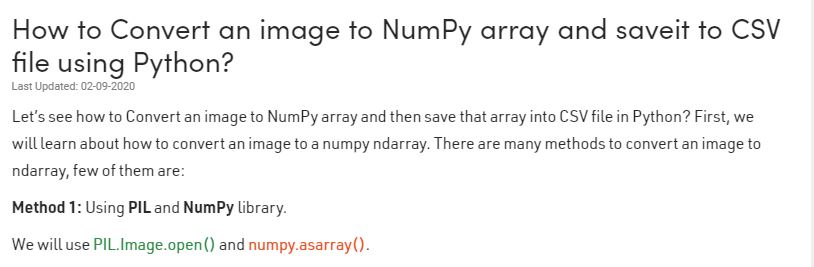 How to Convert an image to NumPy array and saveit to CSV
file using Python?
Last Updated: 02-09-2020
Let's see how to Convert an image to NumPy array and then save that array into CSV file in Python? First, we
will learn about how to convert an image to a numpy ndarray. There are many methods to convert an image to
ndarray, few of them are:
Method 1: Using PIL and NumPy library.
We will use PIL.Image.open() and numpy.asarray().